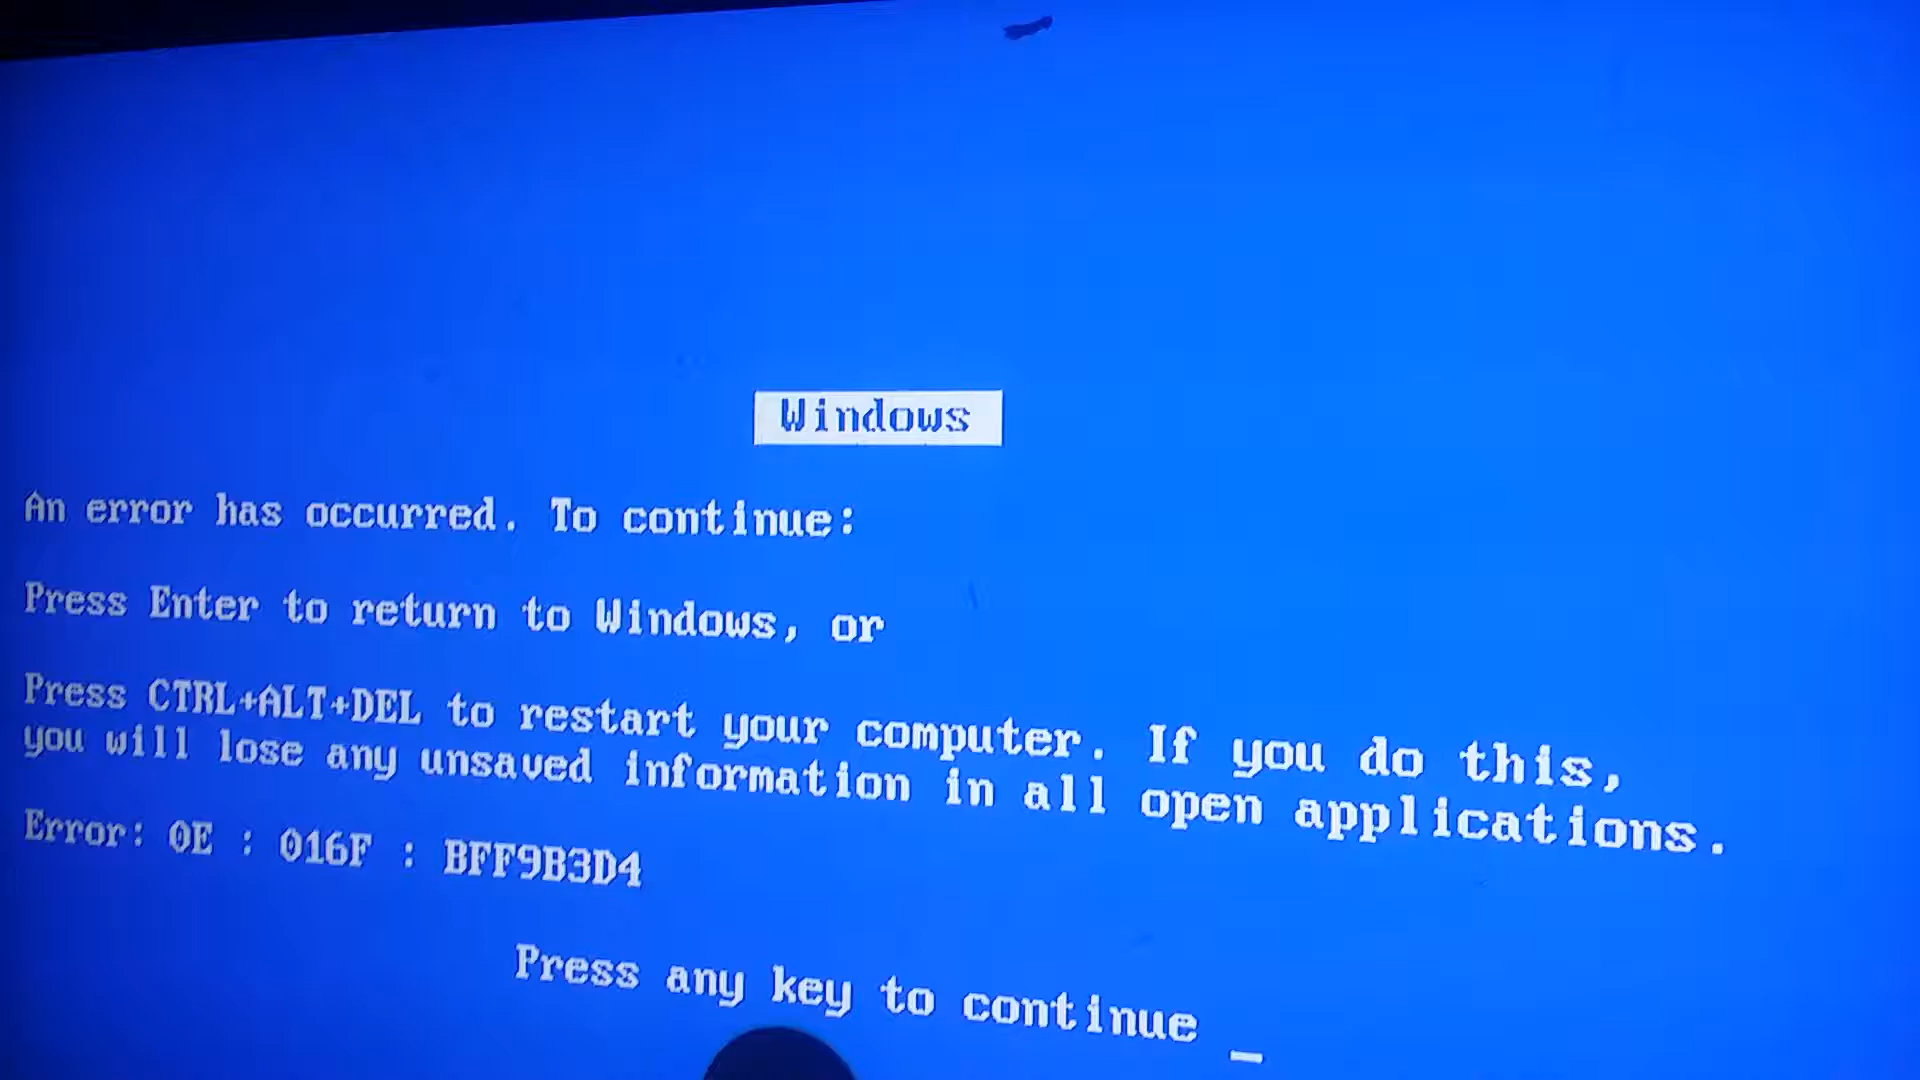 Windows
An error has occurred. To continue:
Press Enter to return to Windows, or
Press CTRL+ALT+DEL to restart your computer. If you do this,
you will lose any unsaved information in all open applications.
Error: 0E : 016F : BFF9B3D4
Press any key to continue _